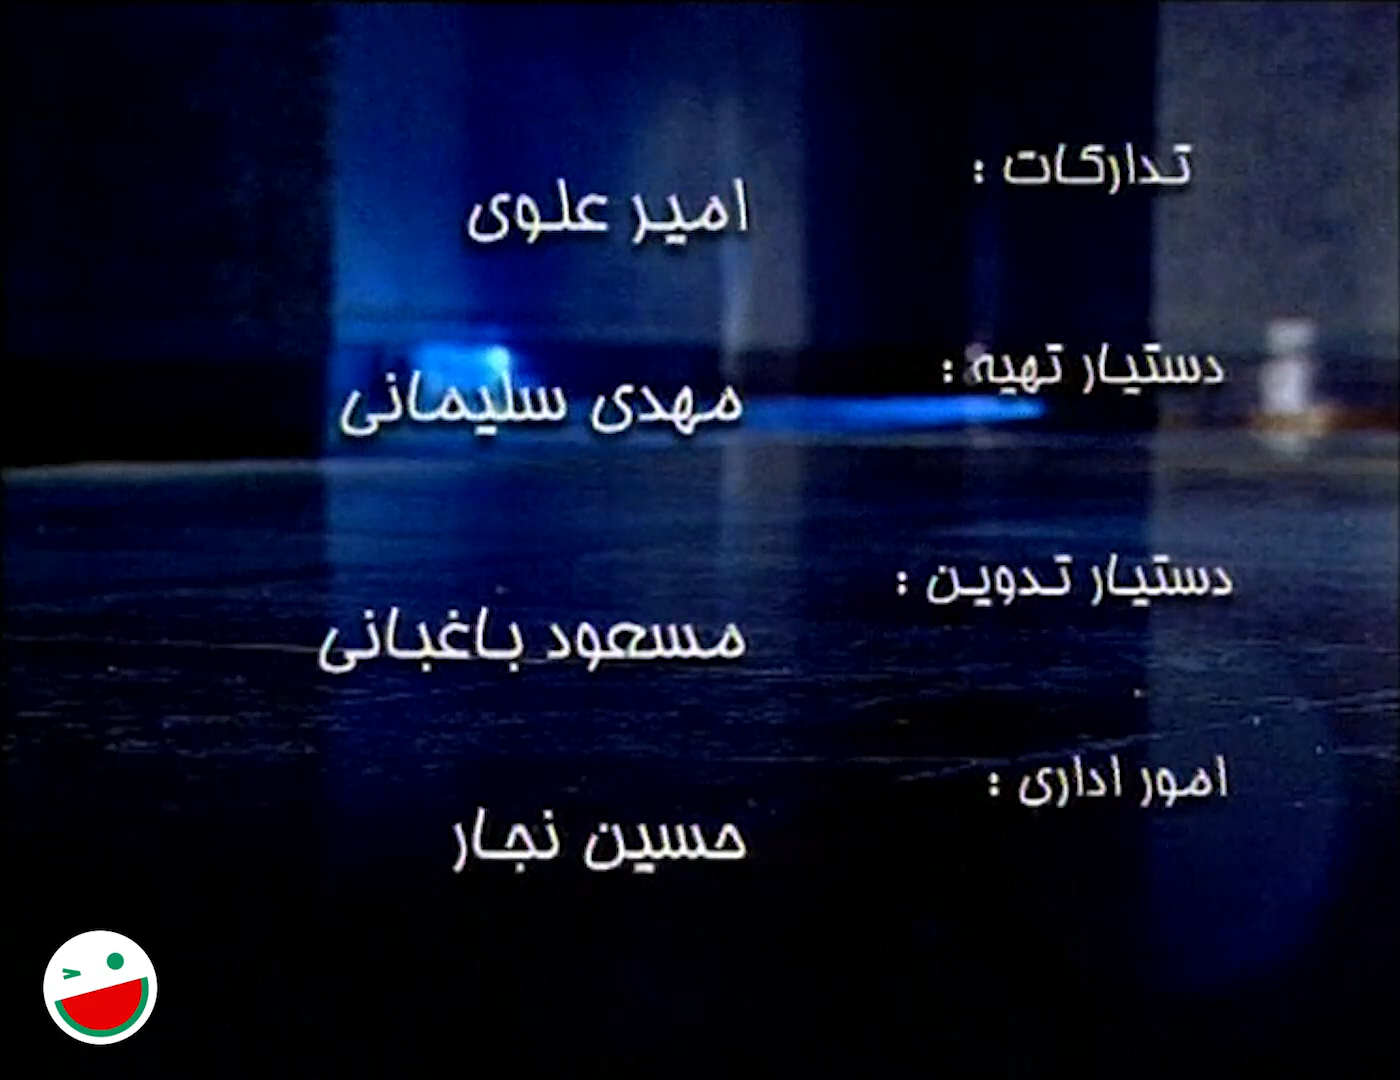 تدارکات :
امیر علوی
دستیار تهیه :
مهدی سلیمانی
دستیار تدوین :
مسعود باغبانی
امور اداری :
حسین نجار